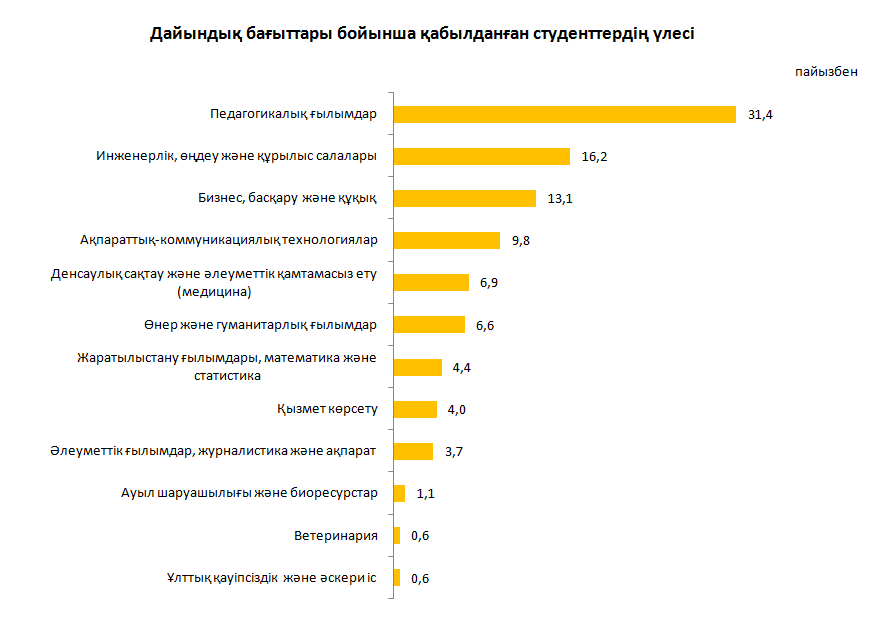 Дайындық бағыттары бойынша қабылданған студенттердің үлесі
пайызбен
Педагогикалық ғылымдар 31,4
Инженерлік, өңдеу және құрылыс салалары 16,2
Бизнес, басқару және құқық 13,1
Ақпараттық-коммуникациялық технологиялар 9,8
Денсаулық сақтау және әлеуметтік қамтамасыз ету
(медицина) 6,9
Өнер және гуманитарлық ғылымдар 6,6
Жаратылыстану ғылымдары, математика және
статистика 4,4
Қызмет көрсету 4,0
Әлеуметтік ғылымдар, журналистика және ақпарат 3,7
Ауыл шаруашылығы және биоресурстар 1,1
Ветеринария 0,6
Ұлттық қауіпсіздік және әскери іс 0,6